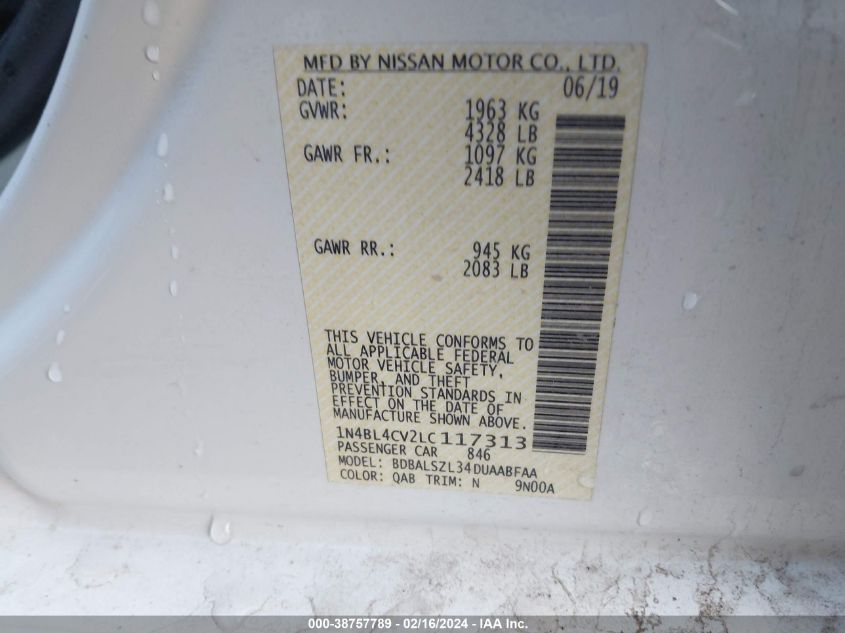 MFD BY NISSAN MOTOR CO., LTD.
DATE: 06/19
GVWR: 1963 KG
4328 LB
GAWR FR.: 1097 KG
2418 LB
GAWR RR.: 945 KG
2083 LB
THIS VEHICLE CONFORMS TO
ALL APPLICABLE FEDERAL
MOTOR VEHICLE SAFETY,
BUMPER, AND THEFT
PREVENTION STANDARDS IN
EFFECT ON THE DATE OF
MANUFACTURE SHOWN ABOVE.
1N4BL4CV2LC117313
PASSENGER CAR 846
MODEL: BDBALSZL34DUAABFAA
COLOR: QAB TRIM: N 9N00A
000-38757789 - 02/16/2024 - IAAI.com